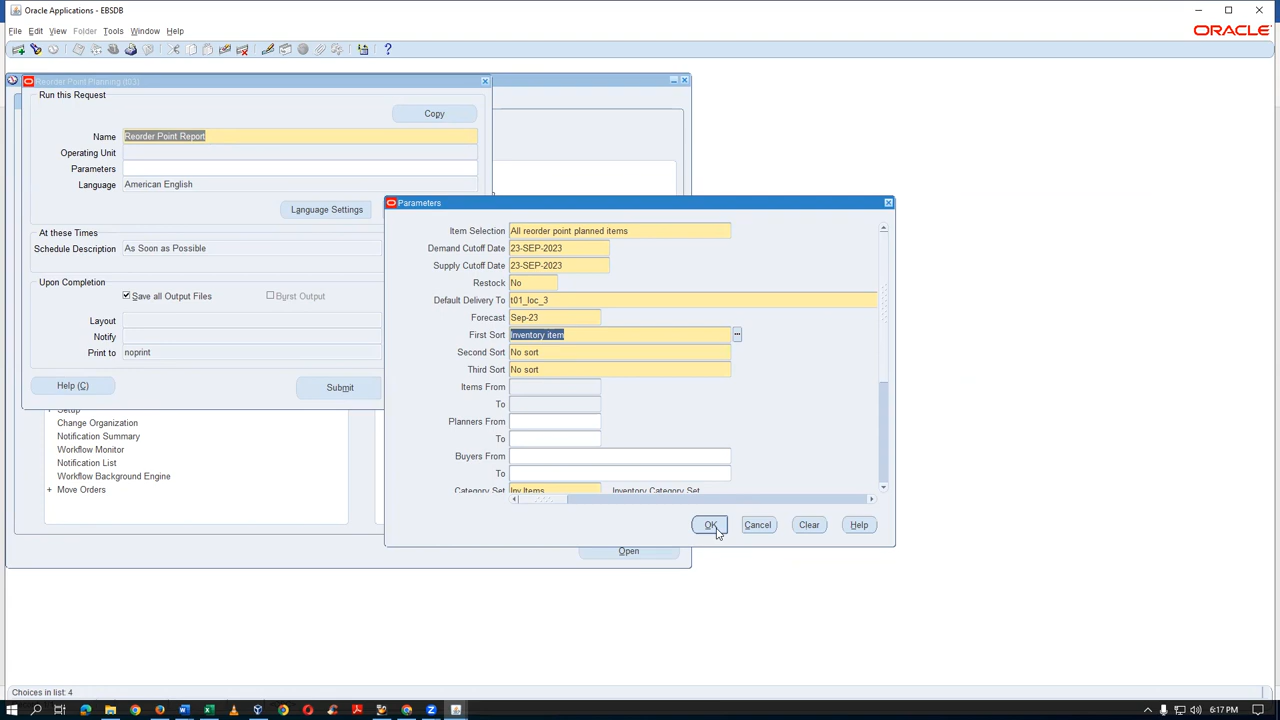 Oracle Applications - EBSDB
File Edit View Folder Tools Window Help
ORACLE
Reorder Point Planning (t03)
Run this Request
Copy
Name Reorder Point Report
Operating Unit
Parameters
Language American English
Language Settings
At these Times
Schedule Description As Soon as Possible
Upon Completion
Save all Output Files Burst Output
Layout
Notify
Print to noprint
Help (C) Submit
Setup
Change Organization
Notification Summary
Workflow Monitor
Notification List
Workflow Background Engine
+ Move Orders
Open
Parameters
Item Selection All reorder point planned items
Demand Cutoff Date 23-SEP-2023
Supply Cutoff Date 23-SEP-2023
Restock No
Default Delivery To t01_loc_3
Forecast Sep-23
First Sort Inventory item
Second Sort No sort
Third Sort No sort
Items From
To
Planners From
To
Buyers From
To
Category Set Inv.Items Inventory Category Set
OK Cancel Clear Help
Choices in list: 4
6:17 PM